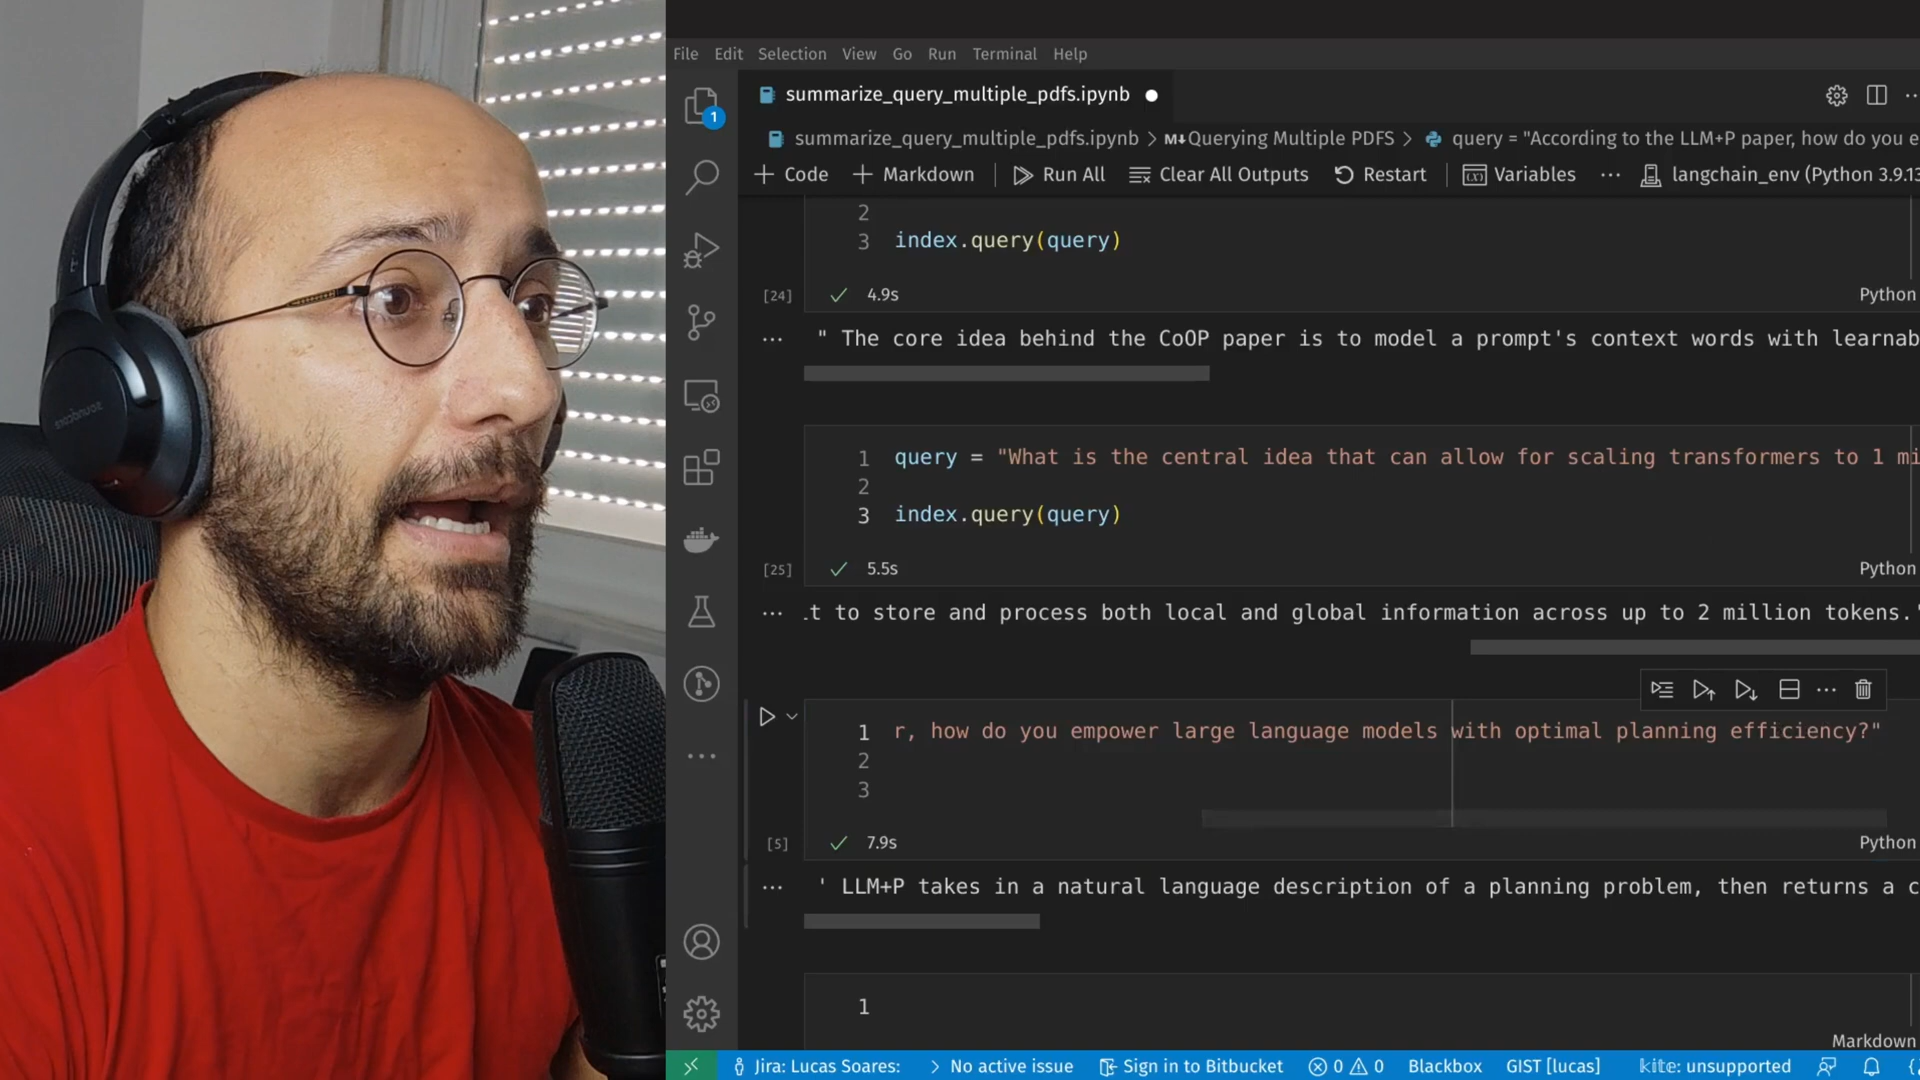 File Edit Selection View Go Run Terminal Help
summarize_query_multiple_pdfs.ipynb
1
summarize_query_multiple_pdfs.ipynb > M↓Querying Multiple PDFS > query = "According to the LLM+P paper, how do you e
+ Code + Markdown Run All Clear All Outputs Restart Variables ... langchain_env (Python 3.9.13
2
3 index.query(query)
[24] ✓ 4.9s Python
... " The core idea behind the CoOP paper is to model a prompt's context words with learnab
1 query = "What is the central idea that can allow for scaling transformers to 1 mi
2
3 index.query(query)
[25] ✓ 5.5s Python
... .t to store and process both local and global information across up to 2 million tokens.'
1 r, how do you empower large language models with optimal planning efficiency?"
2
3
[5] ✓ 7.9s Python
... ' LLM+P takes in a natural language description of a planning problem, then returns a c
1
Markdown
Jira: Lucas Soares: > No active issue Sign in to Bitbucket 0 0 Blackbox GIST [lucas] kite: unsupported
soundcore